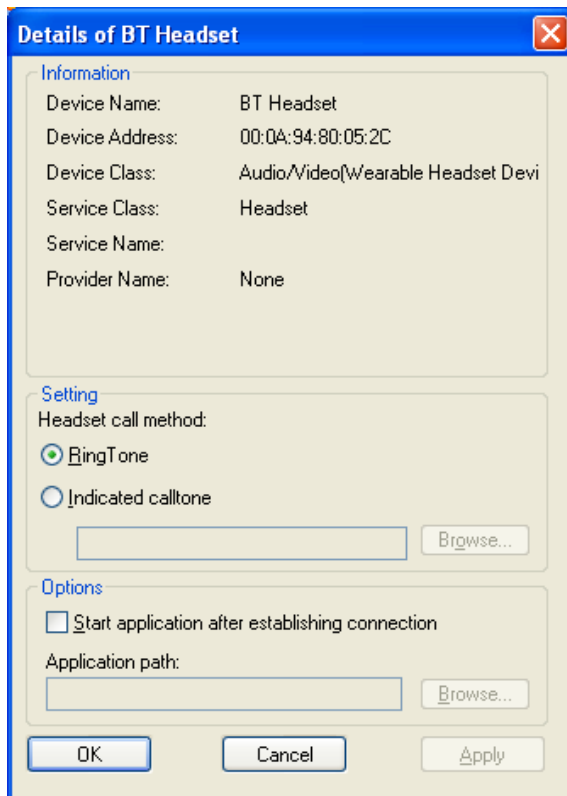 Details of BT Headset
Information
Device Name: BT Headset
Device Address: 00:0A:94:80:05:2C
Device Class: Audio/Video(Wearable Headset Devi
Service Class: Headset
Service Name:
Provider Name: None
Setting
Headset call method:
RingTone
Indicated calltone
Browse...
Options
Start application after establishing connection
Application path:
Browse...
OK Cancel Apply